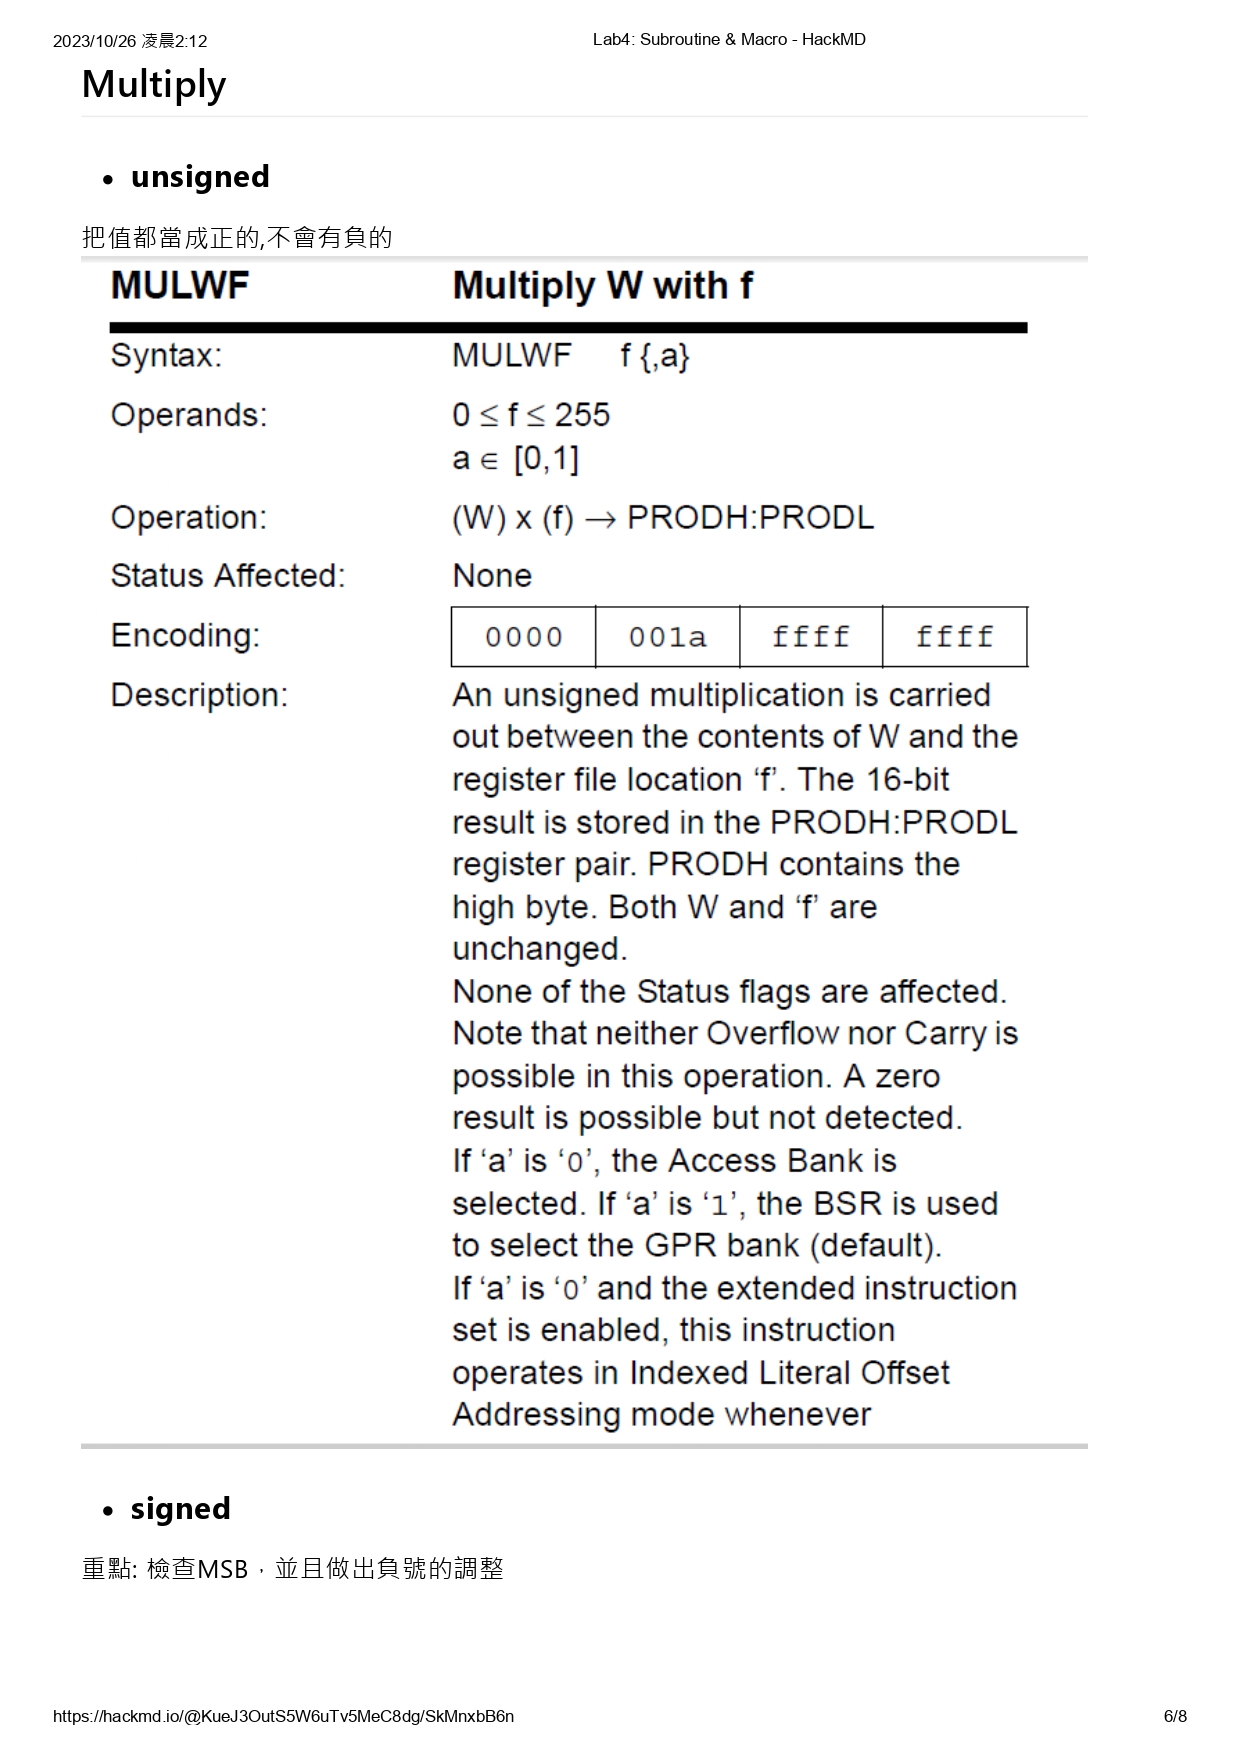 2023/10/26 凌晨2:12
Lab4: Subroutine & Macro - HackMD
Multiply
• unsigned
把值都當成正的,不會有負的
MULWF Multiply W with f
Syntax: MULWF f {,a}
Operands: 0 ≤ f ≤ 255
a ∈ [0,1]
Operation: (W) x (f) → PRODH:PRODL
Status Affected: None
Encoding: 0000 001a ffff ffff
Description: An unsigned multiplication is carried
out between the contents of W and the
register file location ‘f’. The 16-bit
result is stored in the PRODH:PRODL
register pair. PRODH contains the
high byte. Both W and ‘f’ are
unchanged.
None of the Status flags are affected.
Note that neither Overflow nor Carry is
possible in this operation. A zero
result is possible but not detected.
If ‘a’ is ‘0’, the Access Bank is
selected. If ‘a’ is ‘1’, the BSR is used
to select the GPR bank (default).
If ‘a’ is ‘0’ and the extended instruction
set is enabled, this instruction
operates in Indexed Literal Offset
Addressing mode whenever
• signed
重點: 檢查MSB，並且做出負號的調整
https://hackmd.io/@KueJ3OutS5W6uTv5MeC8dg/SkMnxbB6n
6/8